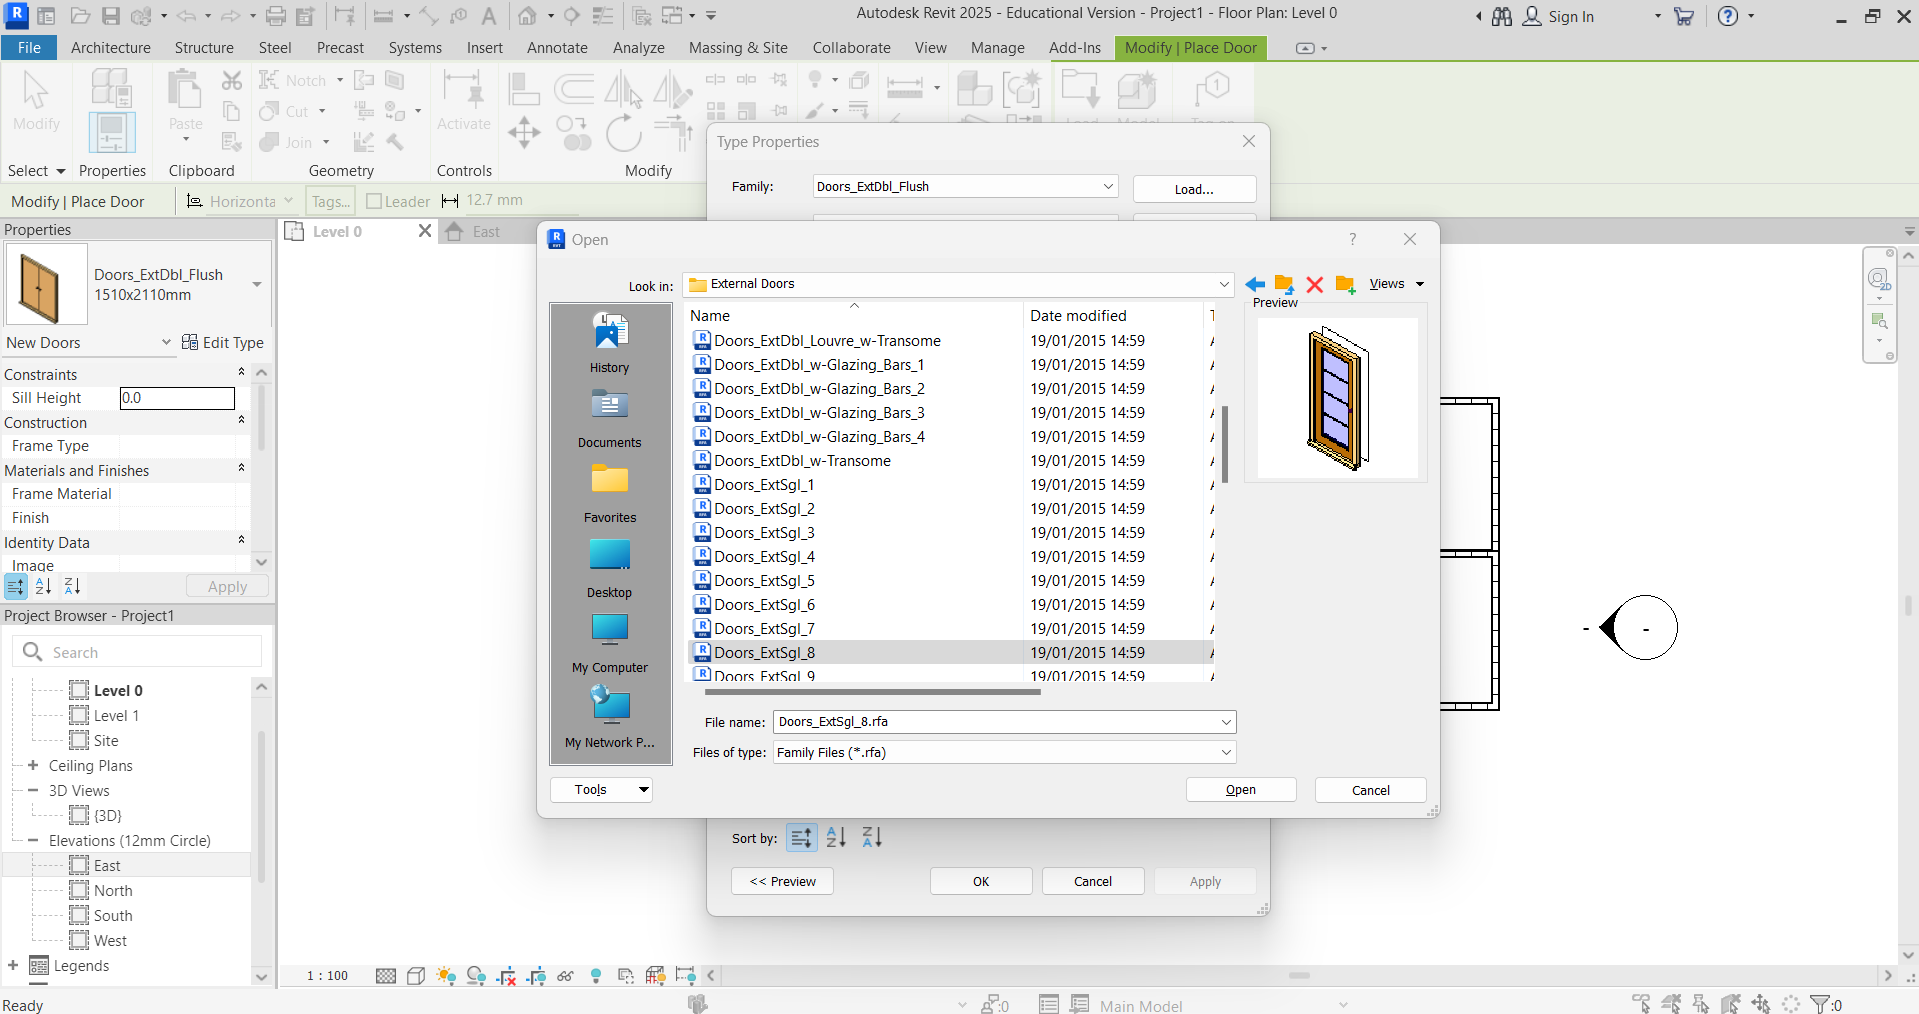 Autodesk Revit 2025 - Educational Version - Project1 - Floor Plan: Level 0
Sign In
File Architecture Structure Steel Precast Systems Insert Annotate Analyze Massing & Site Collaborate View Manage Add-Ins Modify | Place Door
Modify
Paste
Notch
Cut
Join
Activate
Select Properties Clipboard Geometry Controls Modify
Modify | Place Door
Tags...
Leader
12.7 mm
Properties
Doors_ExtDbl_Flush
1510x2110mm
New Doors
Edit Type
Constraints
Sill Height 0.0
Construction
Frame Type
Materials and Finishes
Frame Material
Finish
Identity Data
Image
Apply
Project Browser - Project1
Search
Level 0
Level 1
Site
Ceiling Plans
3D Views
{3D}
Elevations (12mm Circle)
East
North
South
West
Legends
Ready
Level 0
East
Type Properties
Family: Doors_ExtDbl_Flush Load...
Open
Look in: External Doors Views
History
Documents
Favorites
Desktop
My Computer
My Network P...
Name Date modified
Doors_ExtDbl_Louvre_w-Transome 19/01/2015 14:59
Doors_ExtDbl_w-Glazing_Bars_1 19/01/2015 14:59
Doors_ExtDbl_w-Glazing_Bars_2 19/01/2015 14:59
Doors_ExtDbl_w-Glazing_Bars_3 19/01/2015 14:59
Doors_ExtDbl_w-Glazing_Bars_4 19/01/2015 14:59
Doors_ExtDbl_w-Transome 19/01/2015 14:59
Doors_ExtSgl_1 19/01/2015 14:59
Doors_ExtSgl_2 19/01/2015 14:59
Doors_ExtSgl_3 19/01/2015 14:59
Doors_ExtSgl_4 19/01/2015 14:59
Doors_ExtSgl_5 19/01/2015 14:59
Doors_ExtSgl_6 19/01/2015 14:59
Doors_ExtSgl_7 19/01/2015 14:59
Doors_ExtSgl_8 19/01/2015 14:59
Doors_ExtSgl_9 19/01/2015 14:59
Preview
File name: Doors_ExtSgl_8.rfa
Files of type: Family Files (*.rfa)
Tools
Open
Cancel
Sort by:
<< Preview
OK
Cancel
Apply
1 : 100
:0
Main Model
:0